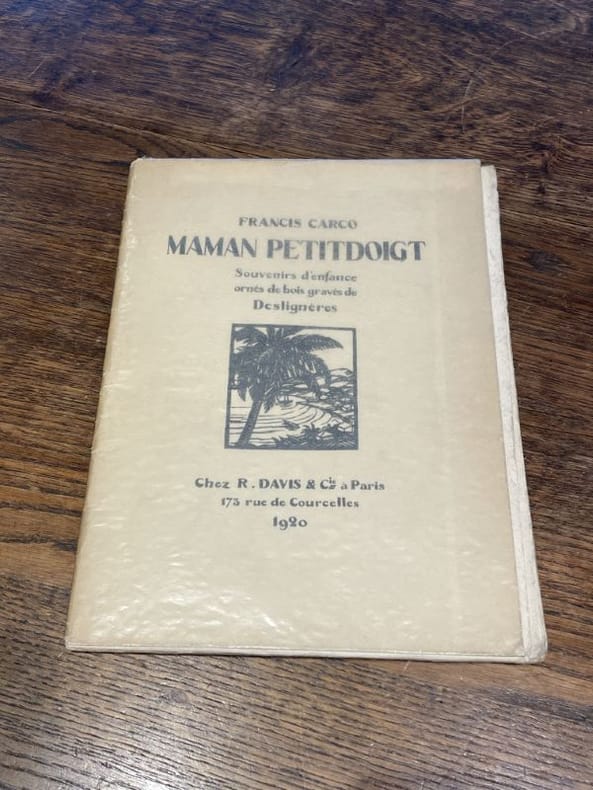 FRANCIS CARCO
MAMAN PETITDOIGT
Souvenirs d'enfance
ornés de bois gravés de
Deslignères
Chez R. DAVIS & Cie à Paris
173 rue de Courcelles
1920